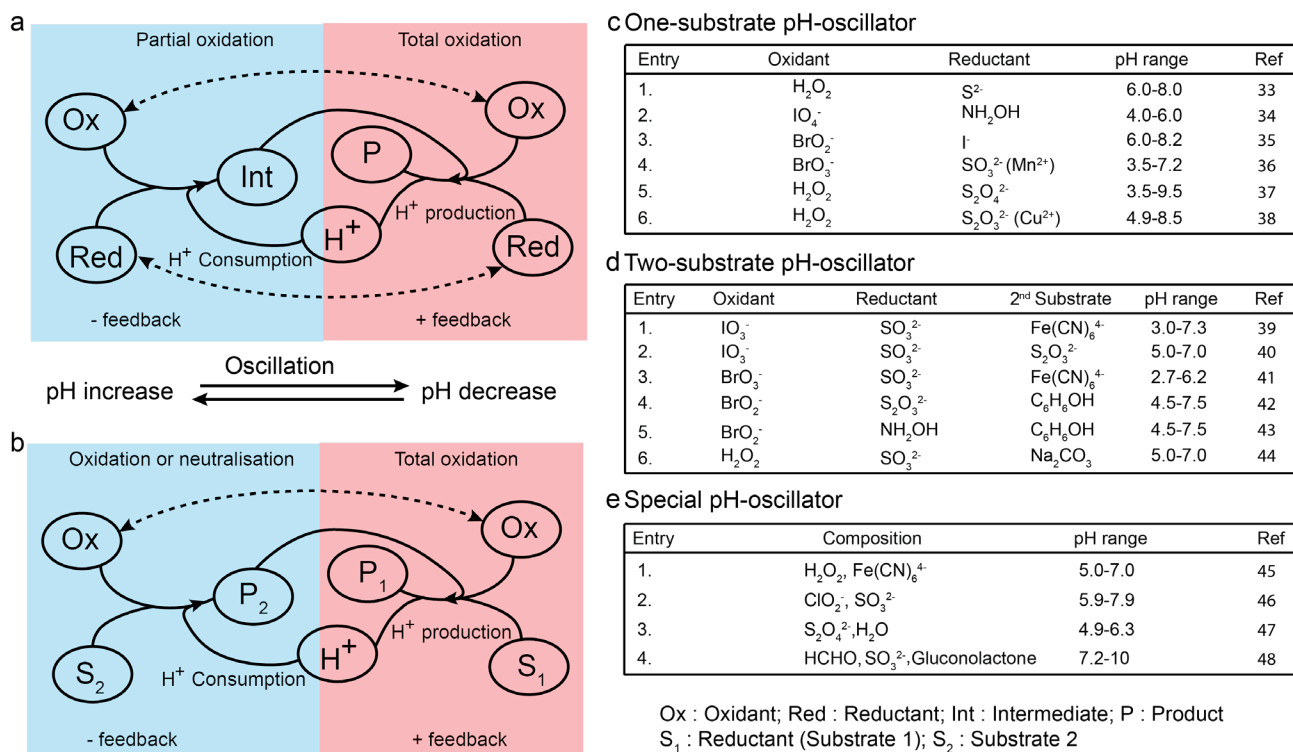 a
Partial oxidation
Total oxidation
Ox
Ox
Int
P
H⁺ production
Red
H⁺
Red
H⁺ Consumption
- feedback
+ feedback
Oscillation
pH increase
pH decrease
b
Oxidation or neutralisation
Total oxidation
Ox
Ox
P₂
P₁
H⁺ production
S₂
H⁺
S₁
H⁺ Consumption
- feedback
+ feedback
c One-substrate pH-oscillator
Entry Oxidant Reductant pH range Ref
1. H₂O₂ S²⁻ 6.0-8.0 33
2. IO₄⁻ NH₂OH 4.0-6.0 34
3. BrO₂⁻ I⁻ 6.0-8.2 35
4. BrO₃⁻ SO₃²⁻ (Mn²⁺) 3.5-7.2 36
5. H₂O₂ S₂O₄²⁻ 3.5-9.5 37
6. H₂O₂ S₂O₃²⁻ (Cu²⁺) 4.9-8.5 38
d Two-substrate pH-oscillator
Entry Oxidant Reductant 2ⁿᵈ Substrate pH range Ref
1. IO₃⁻ SO₃²⁻ Fe(CN)₆⁴⁻ 3.0-7.3 39
2. IO₃⁻ SO₃²⁻ S₂O₃²⁻ 5.0-7.0 40
3. BrO₃⁻ SO₃²⁻ Fe(CN)₆⁴⁻ 2.7-6.2 41
4. BrO₂⁻ S₂O₃²⁻ C₆H₆OH 4.5-7.5 42
5. BrO₂⁻ NH₂OH C₆H₆OH 4.5-7.5 43
6. H₂O₂ SO₃²⁻ Na₂CO₃ 5.0-7.0 44
e Special pH-oscillator
Entry Composition pH range Ref
1. H₂O₂, Fe(CN)₆⁴⁻ 5.0-7.0 45
2. ClO₂⁻, SO₃²⁻ 5.9-7.9 46
3. S₂O₄²⁻,H₂O 4.9-6.3 47
4. HCHO,SO₃²⁻,Gluconolactone 7.2-10 48
Ox : Oxidant; Red : Reductant; Int : Intermediate; P : Product
S₁ : Reductant (Substrate 1); S₂ : Substrate 2